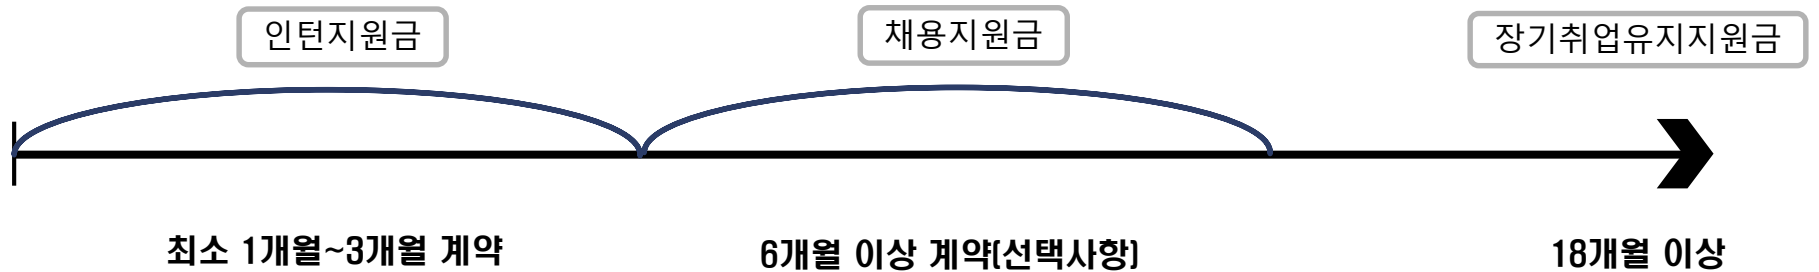 인턴지원금
채용지원금
장기취업유지지원금
최소 1개월~3개월 계약
6개월 이상 계약(선택사항)
18개월 이상